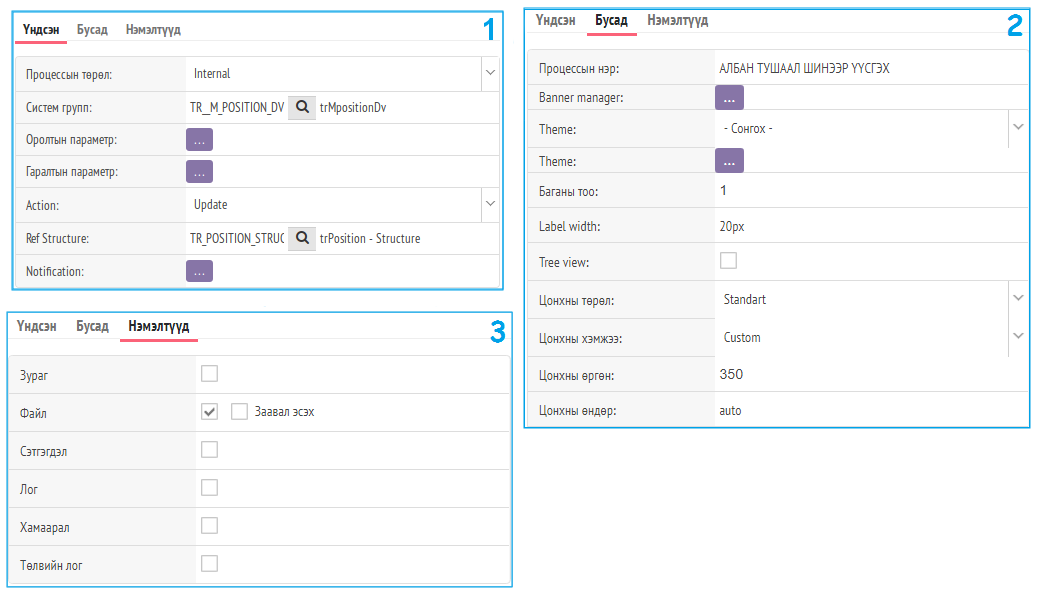 Үндсэн Бусад Нэмэлтүүд 1
Процессын төрөл: Internal
Систем групп: TR__M_POSITION_DV trMpositionDv
Оролтын параметр: ...
Гаралтын параметр: ...
Action: Update
Ref Structure: TR_POSITION_STRUC trPosition - Structure
Notification: ...
Үндсэн Бусад Нэмэлтүүд 2
Процессын нэр: АЛБАН ТУШААЛ ШИНЭЭР ҮҮСГЭХ
Banner manager: ...
Theme: - Сонгох -
Theme: ...
Баганы тоо: 1
Label width: 20px
Tree view:
Цонхны төрөл: Standart
Цонхны хэмжээ: Custom
Цонхны өргөн: 350
Цонхны өндөр: auto
Үндсэн Бусад Нэмэлтүүд 3
Зураг
Файл Заавал эсэх
Сэтгэгдэл
Лог
Хамаарал
Төлвийн лог